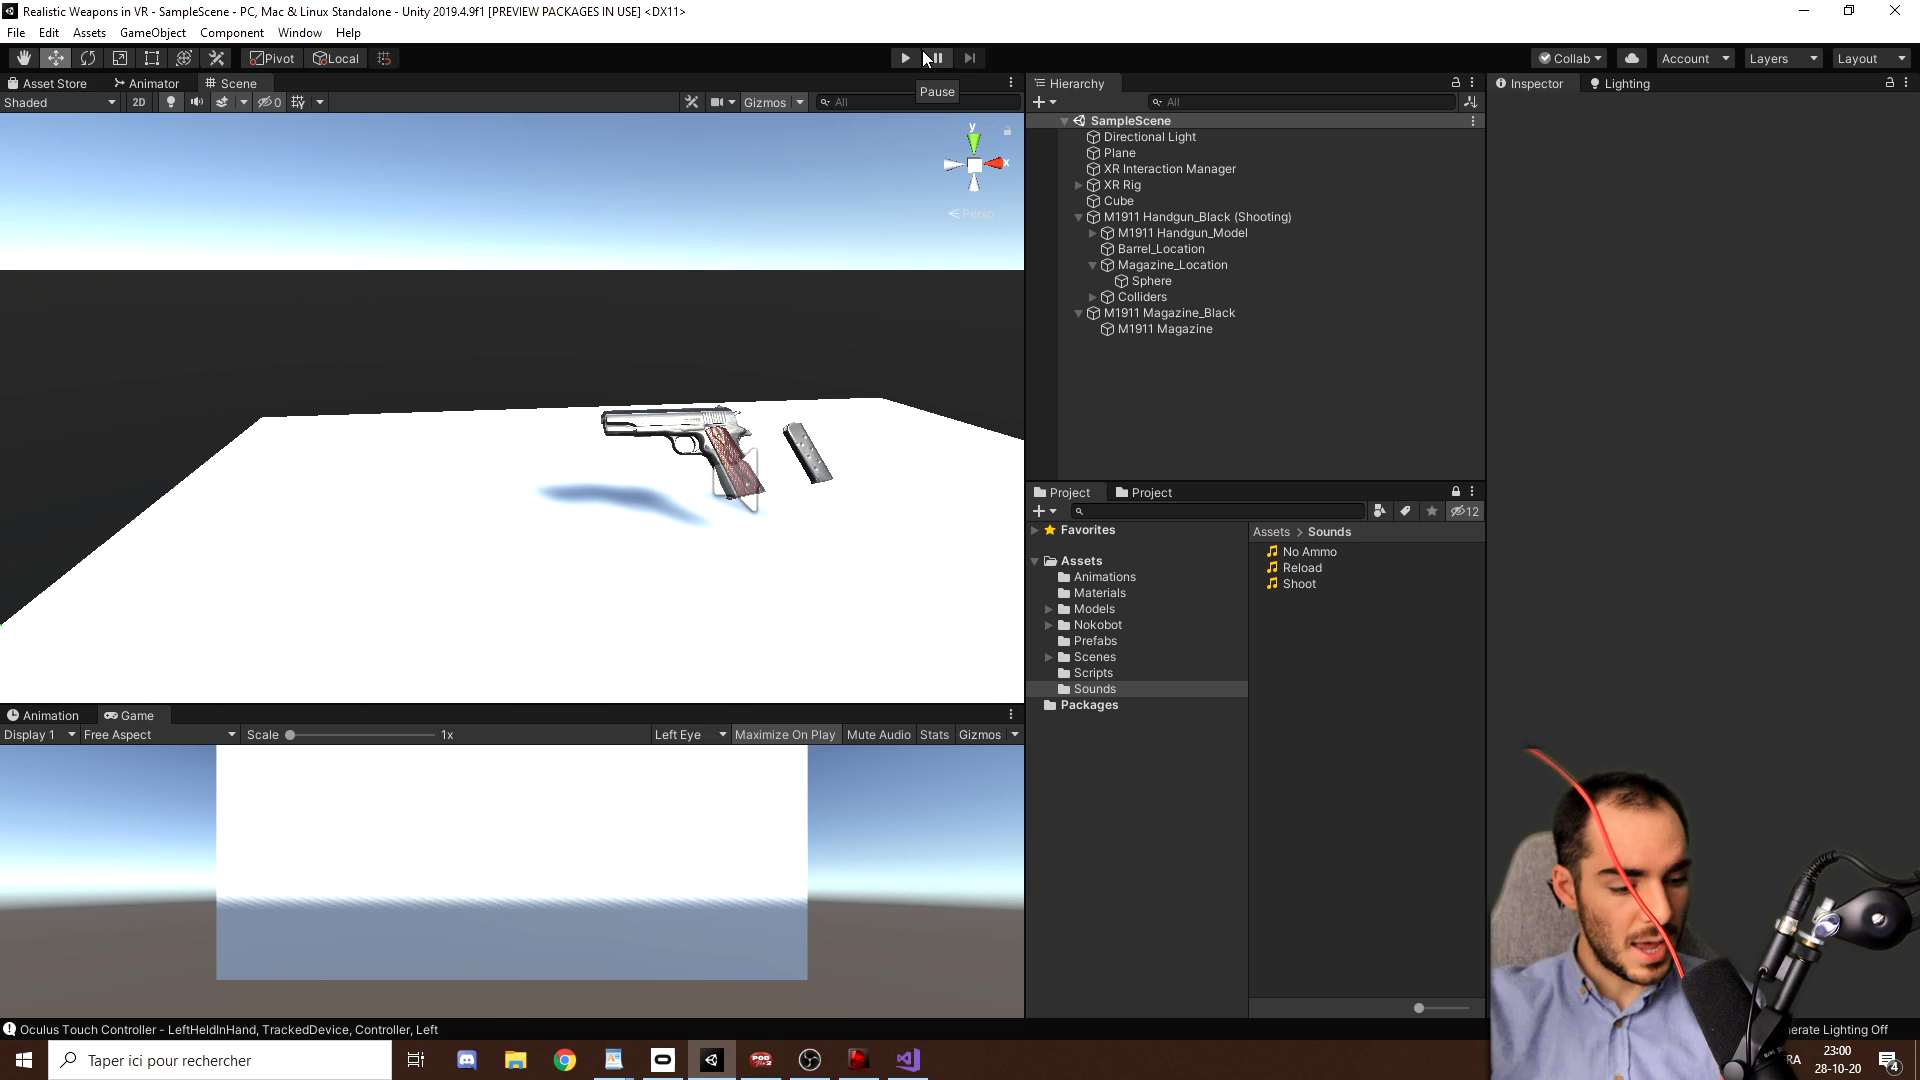 Realistic Weapons in VR - SampleScene - PC, Mac & Linux Standalone - Unity 2019.4.9f1 [PREVIEW PACKAGES IN USE] <DX11>
File Edit Assets GameObject Component Window Help
Pivot Local Collab Account Layers Layout
Asset Store Animator Scene
Shaded 2D 0 Gizmos All
Pause
y
x
Persp
Hierarchy
All
SampleScene
Directional Light
Plane
XR Interaction Manager
XR Rig
Cube
M1911 Handgun_Black (Shooting)
M1911 Handgun_Model
Barrel_Location
Magazine_Location
Sphere
Colliders
M1911 Magazine_Black
M1911 Magazine
Inspector Lighting
Project Project
12
Favorites
Assets
Animations
Materials
Models
Nokobot
Prefabs
Scenes
Scripts
Sounds
Packages
Assets > Sounds
No Ammo
Reload
Shoot
Animation Game
Display 1 Free Aspect Scale 1x Left Eye Maximize On Play Mute Audio Stats Gizmos
Oculus Touch Controller - LeftHeldInHand, TrackedDevice, Controller, Left
Lighting Off
Taper ici pour rechercher
23:00
28-10-20
4